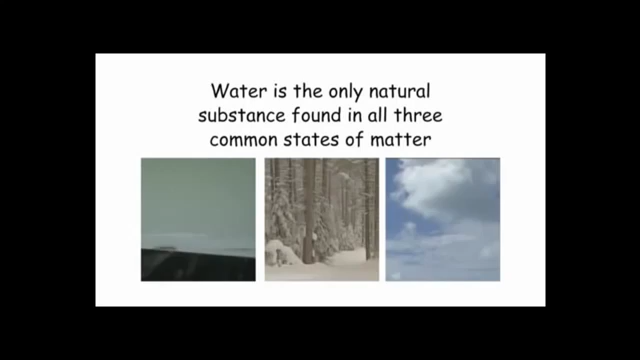 Water is the only natural
substance found in all three
common states of matter